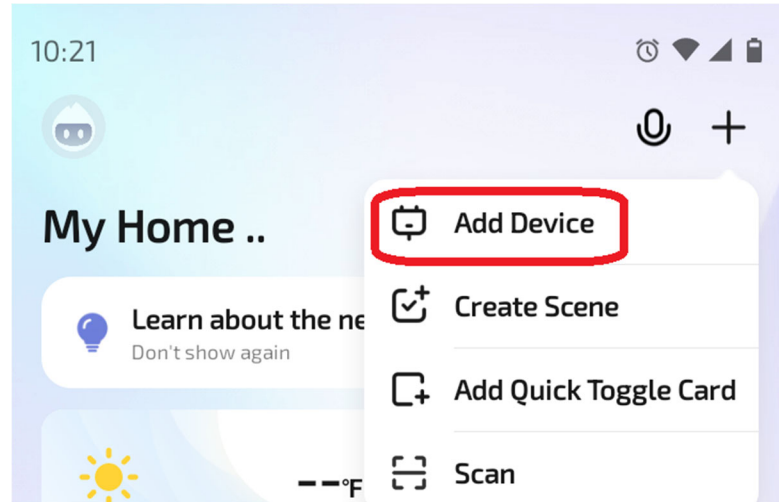 10:21
My Home ..
Add Device
Learn about the ne
Don't show again
Create Scene
Add Quick Toggle Card
--°F
Scan